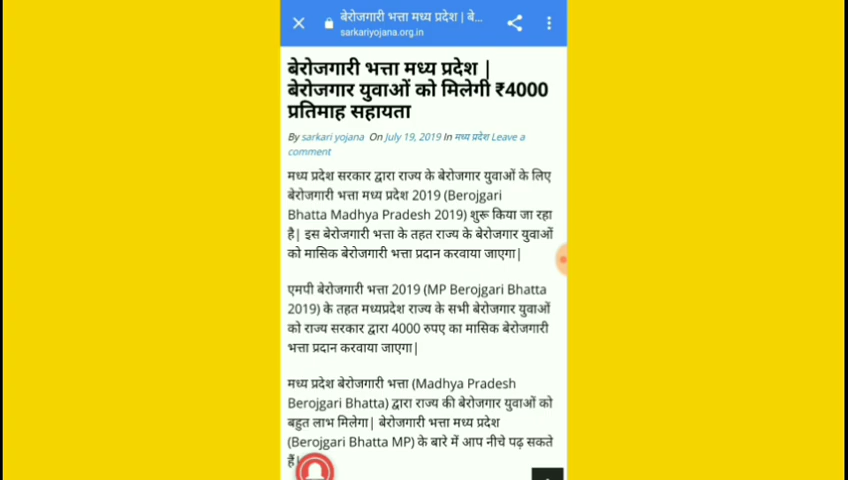 बेरोजगारी भत्ता मध्य प्रदेश | बे...
sarkariyojana.org.in
बेरोजगारी भत्ता मध्य प्रदेश |
बेरोजगार युवाओं को मिलेगी ₹4000
प्रतिमाह सहायता
By sarkari yojana On July 19, 2019 In मध्य प्रदेश Leave a
comment
मध्य प्रदेश सरकार द्वारा राज्य के बेरोजगार युवाओं के लिए
बेरोजगारी भत्ता मध्य प्रदेश 2019 (Berojgari
Bhatta Madhya Pradesh 2019) शुरू किया जा रहा
है| इस बेरोजगारी भत्ता के तहत राज्य के बेरोजगार युवाओं
को मासिक बेरोजगारी भत्ता प्रदान करवाया जाएगा|
एमपी बेरोजगारी भत्ता 2019 (MP Berojgari Bhatta
2019) के तहत मध्यप्रदेश राज्य के सभी बेरोजगार युवाओं
को राज्य सरकार द्वारा 4000 रुपए का मासिक बेरोजगारी
भत्ता प्रदान करवाया जाएगा|
मध्य प्रदेश बेरोजगारी भत्ता (Madhya Pradesh
Berojgari Bhatta) द्वारा राज्य की बेरोजगार युवाओं को
बहुत लाभ मिलेगा| बेरोजगारी भत्ता मध्य प्रदेश
(Berojgari Bhatta MP) के बारे में आप नीचे पढ़ सकते
हैं|